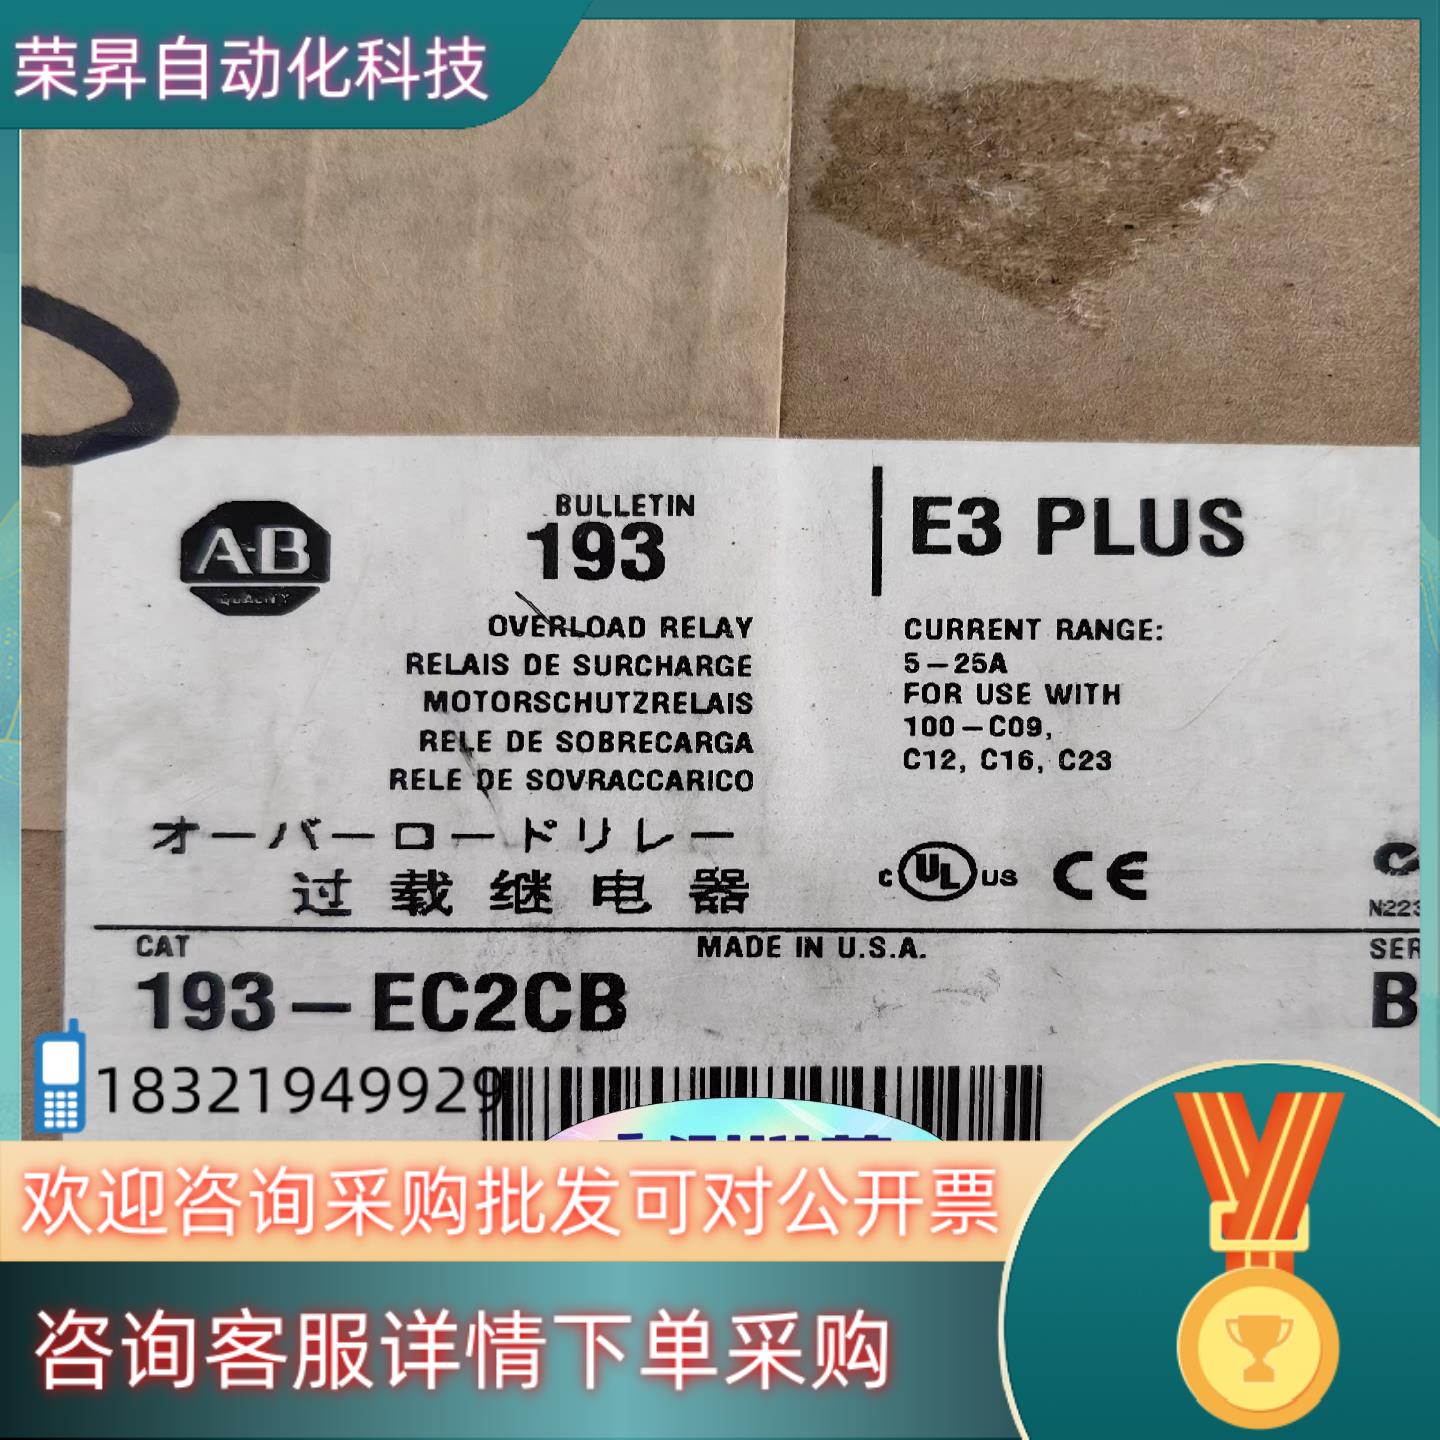 荣昇自动化科技
A-B
QUALITY
BULLETIN
193
OVERLOAD RELAY
RELAIS DE SURCHARGE
MOTORSCHUTZRELAIS
RELE DE SOBRECARGA
RELE DE SOVRACCARICO
オーバーロードリレー
过载继电器
E3 PLUS
CURRENT RANGE:
5-25A
FOR USE WITH
100-C09,
C12, C16, C23
C UL US CE
N223
CAT
MADE IN U.S.A.
SER
193-EC2CB
B
18321949929
欢迎咨询采购批发可对公开票
咨询客服详情下单采购